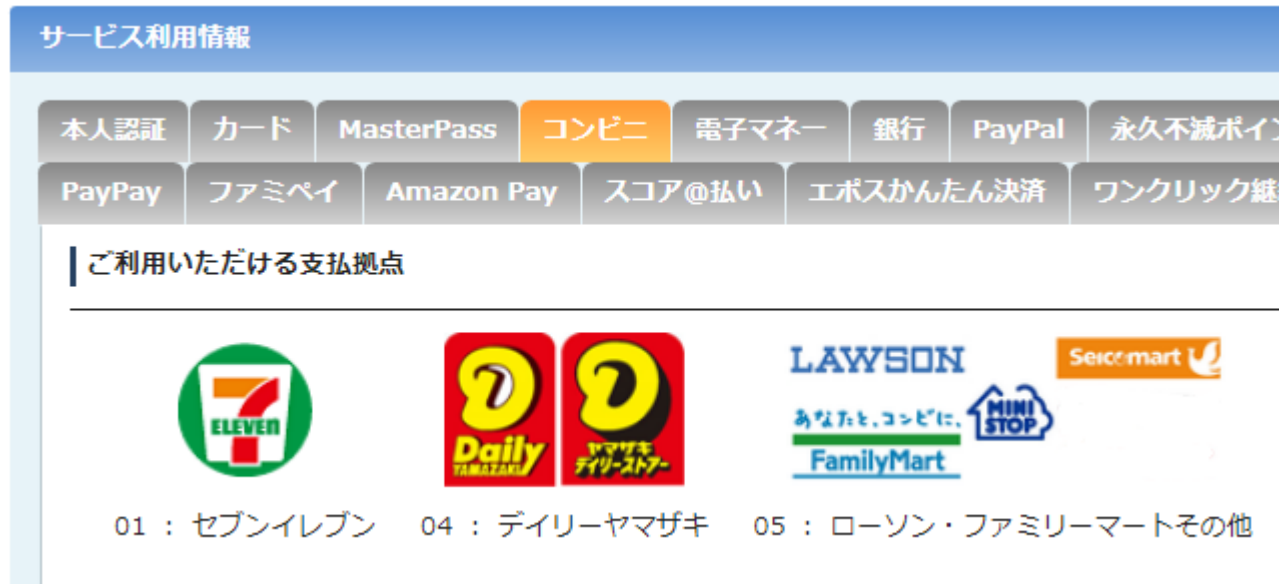 サービス利用情報
本人認証 カード MasterPass コンビニ 電子マネー 銀行 PayPal 永久不滅ポイン
PayPay ファミペイ Amazon Pay スコア@払い エポスかんたん決済 ワンクリック継
ご利用いただける支払拠点
7
ELEVEN
Daily
YAMAZAKI
ヤマザキ
デイリーストアー
LAWSON
Seicomart
あなたと、コンビに、
FamilyMart
MINI
STOP
01 : セブンイレブン
04 : デイリーヤマザキ
05 : ローソン・ファミリーマートその他